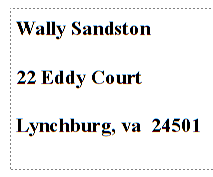 Wally Sandston
22 Eddy Court
Lynchburg, va 24501